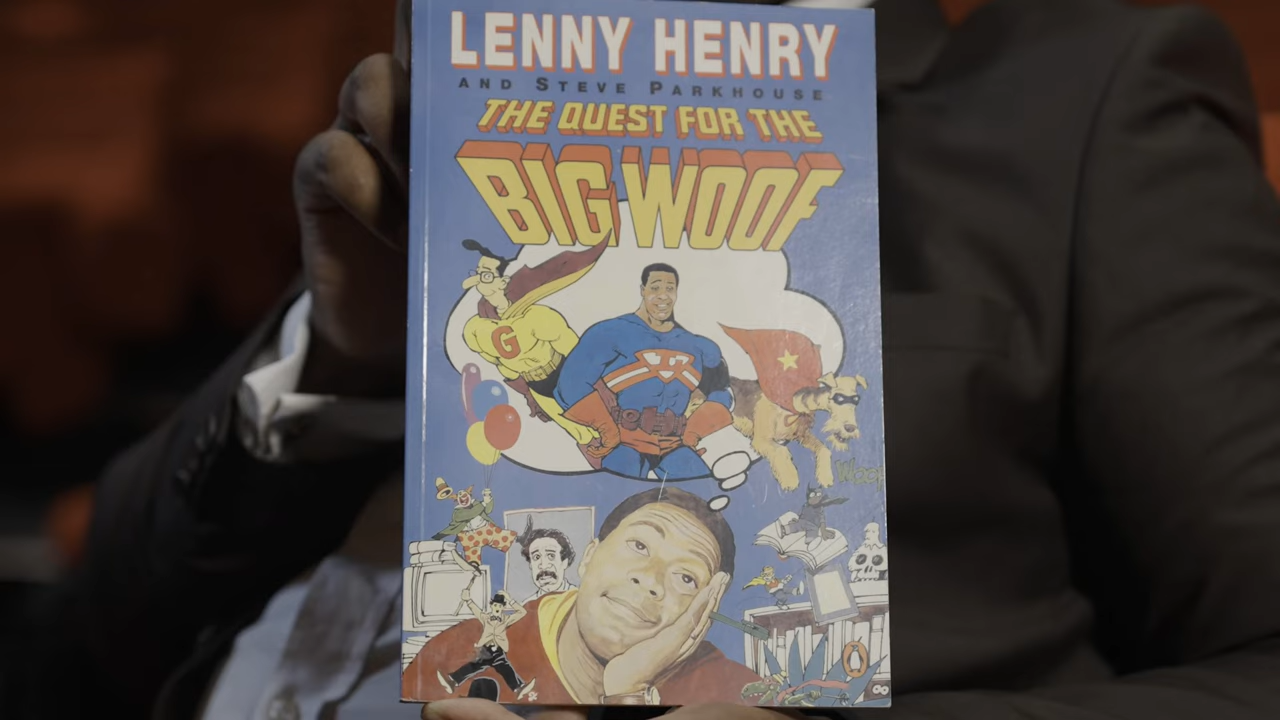 LENNY HENRY
AND STEVE PARKHOUSE
THE QUEST FOR THE
BIG WOOF
G
WOOF